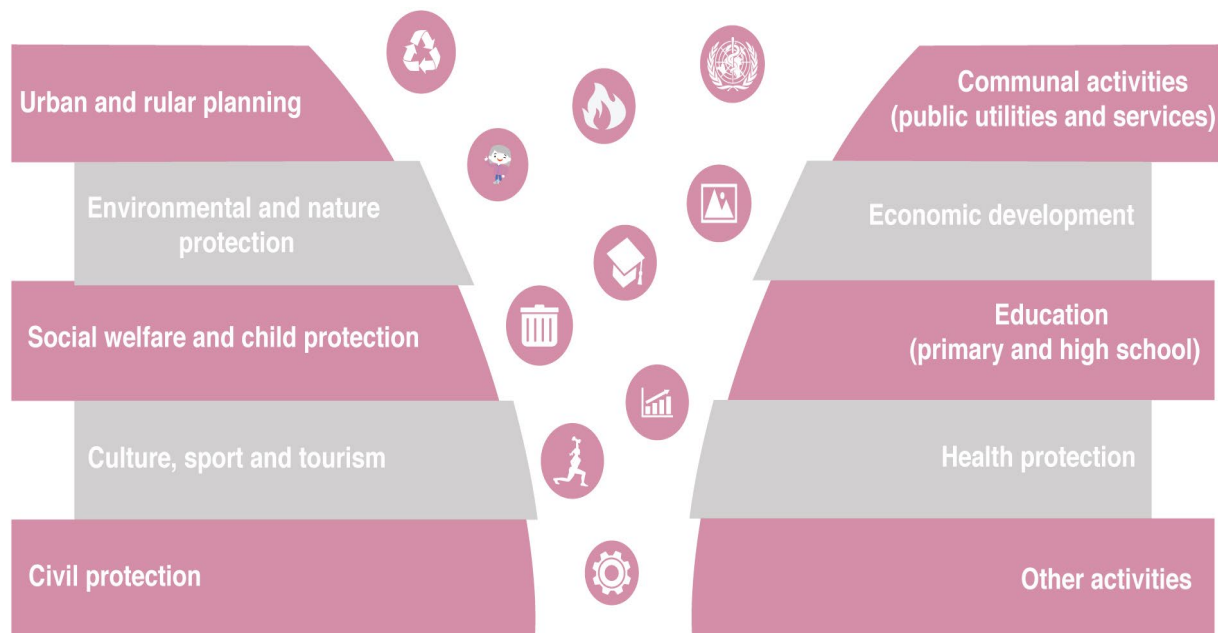 Urban and rular planning
Environmental and nature
protection
Social welfare and child protection
Culture, sport and tourism
Civil protection
Communal activities
(public utilities and services)
Economic development
Education
(primary and high school)
Health protection
Other activities